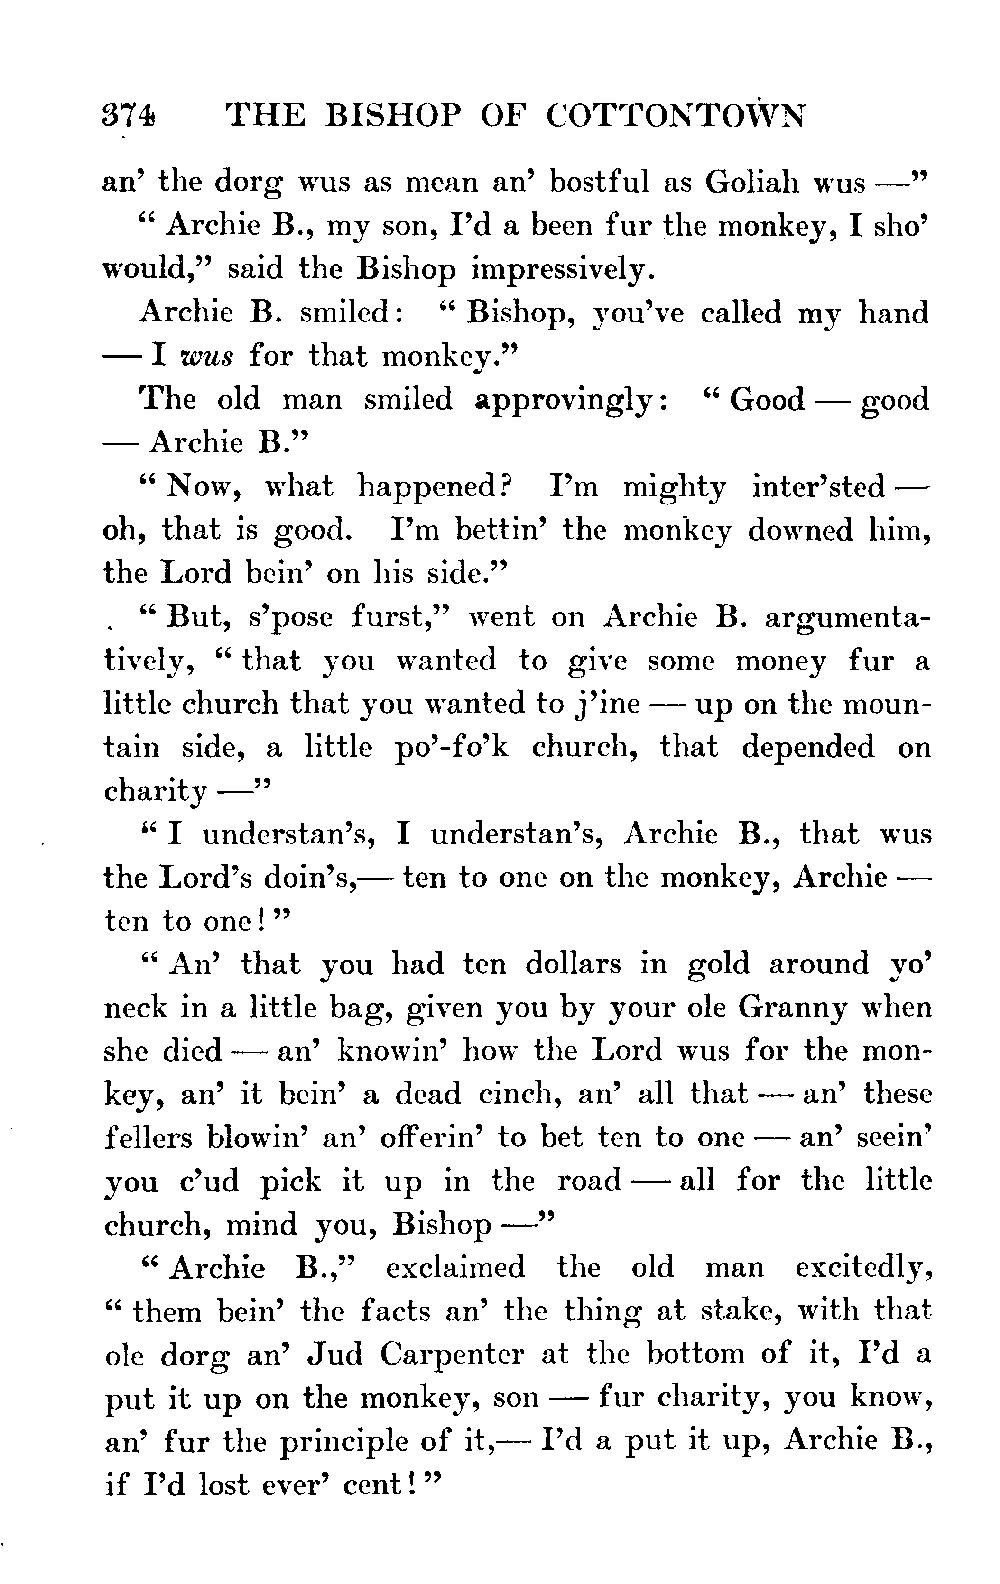 374 THE BISHOP OF COTTONTOWN
an' the dorg wus as mean an' bostful as Goliah wus —"
" Archie B., my son, I'd a been fur the monkey, I sho'
would," said the Bishop impressively.
Archie B. smiled: " Bishop, you've called my hand
— I wus for that monkey."
The old man smiled approvingly: " Good — good
— Archie B."
" Now, what happened? I'm mighty inter'sted —
oh, that is good. I'm bettin' the monkey downed him,
the Lord bein' on his side."
" But, s'pose furst," went on Archie B. argumenta-
tively, " that you wanted to give some money fur a
little church that you wanted to j'ine — up on the moun-
tain side, a little po'-fo'k church, that depended on
charity —"
" I understan's, I understan's, Archie B., that wus
the Lord's doin's,— ten to one on the monkey, Archie —
ten to one! "
" An' that you had ten dollars in gold around yo'
neck in a little bag, given you by your ole Granny when
she died — an' knowin' how the Lord wus for the mon-
key, an' it bein' a dead cinch, an' all that — an' these
fellers blowin' an' offerin' to bet ten to one — an' seein'
you c'ud pick it up in the road — all for the little
church, mind you, Bishop —"
" Archie B.," exclaimed the old man excitedly,
" them bein' the facts an' the thing at stake, with that
ole dorg an' Jud Carpenter at the bottom of it, I'd a
put it up on the monkey, son — fur charity, you know,
an' fur the principle of it,— I'd a put it up, Archie B.,
if I'd lost ever' cent! "